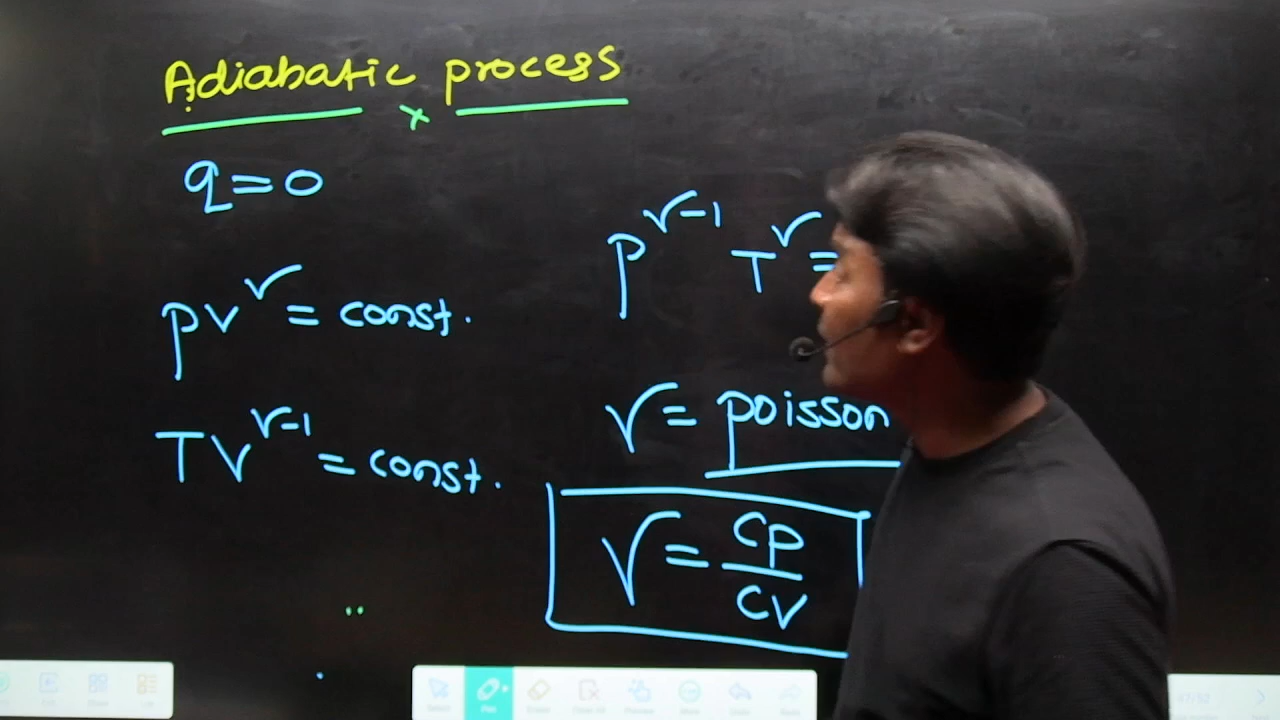 Adiabatic process
q = 0
PV^γ = const.
TV^γ-1 = const.
P^γ-1 T^γ =
γ = poisson
γ = CP/CV